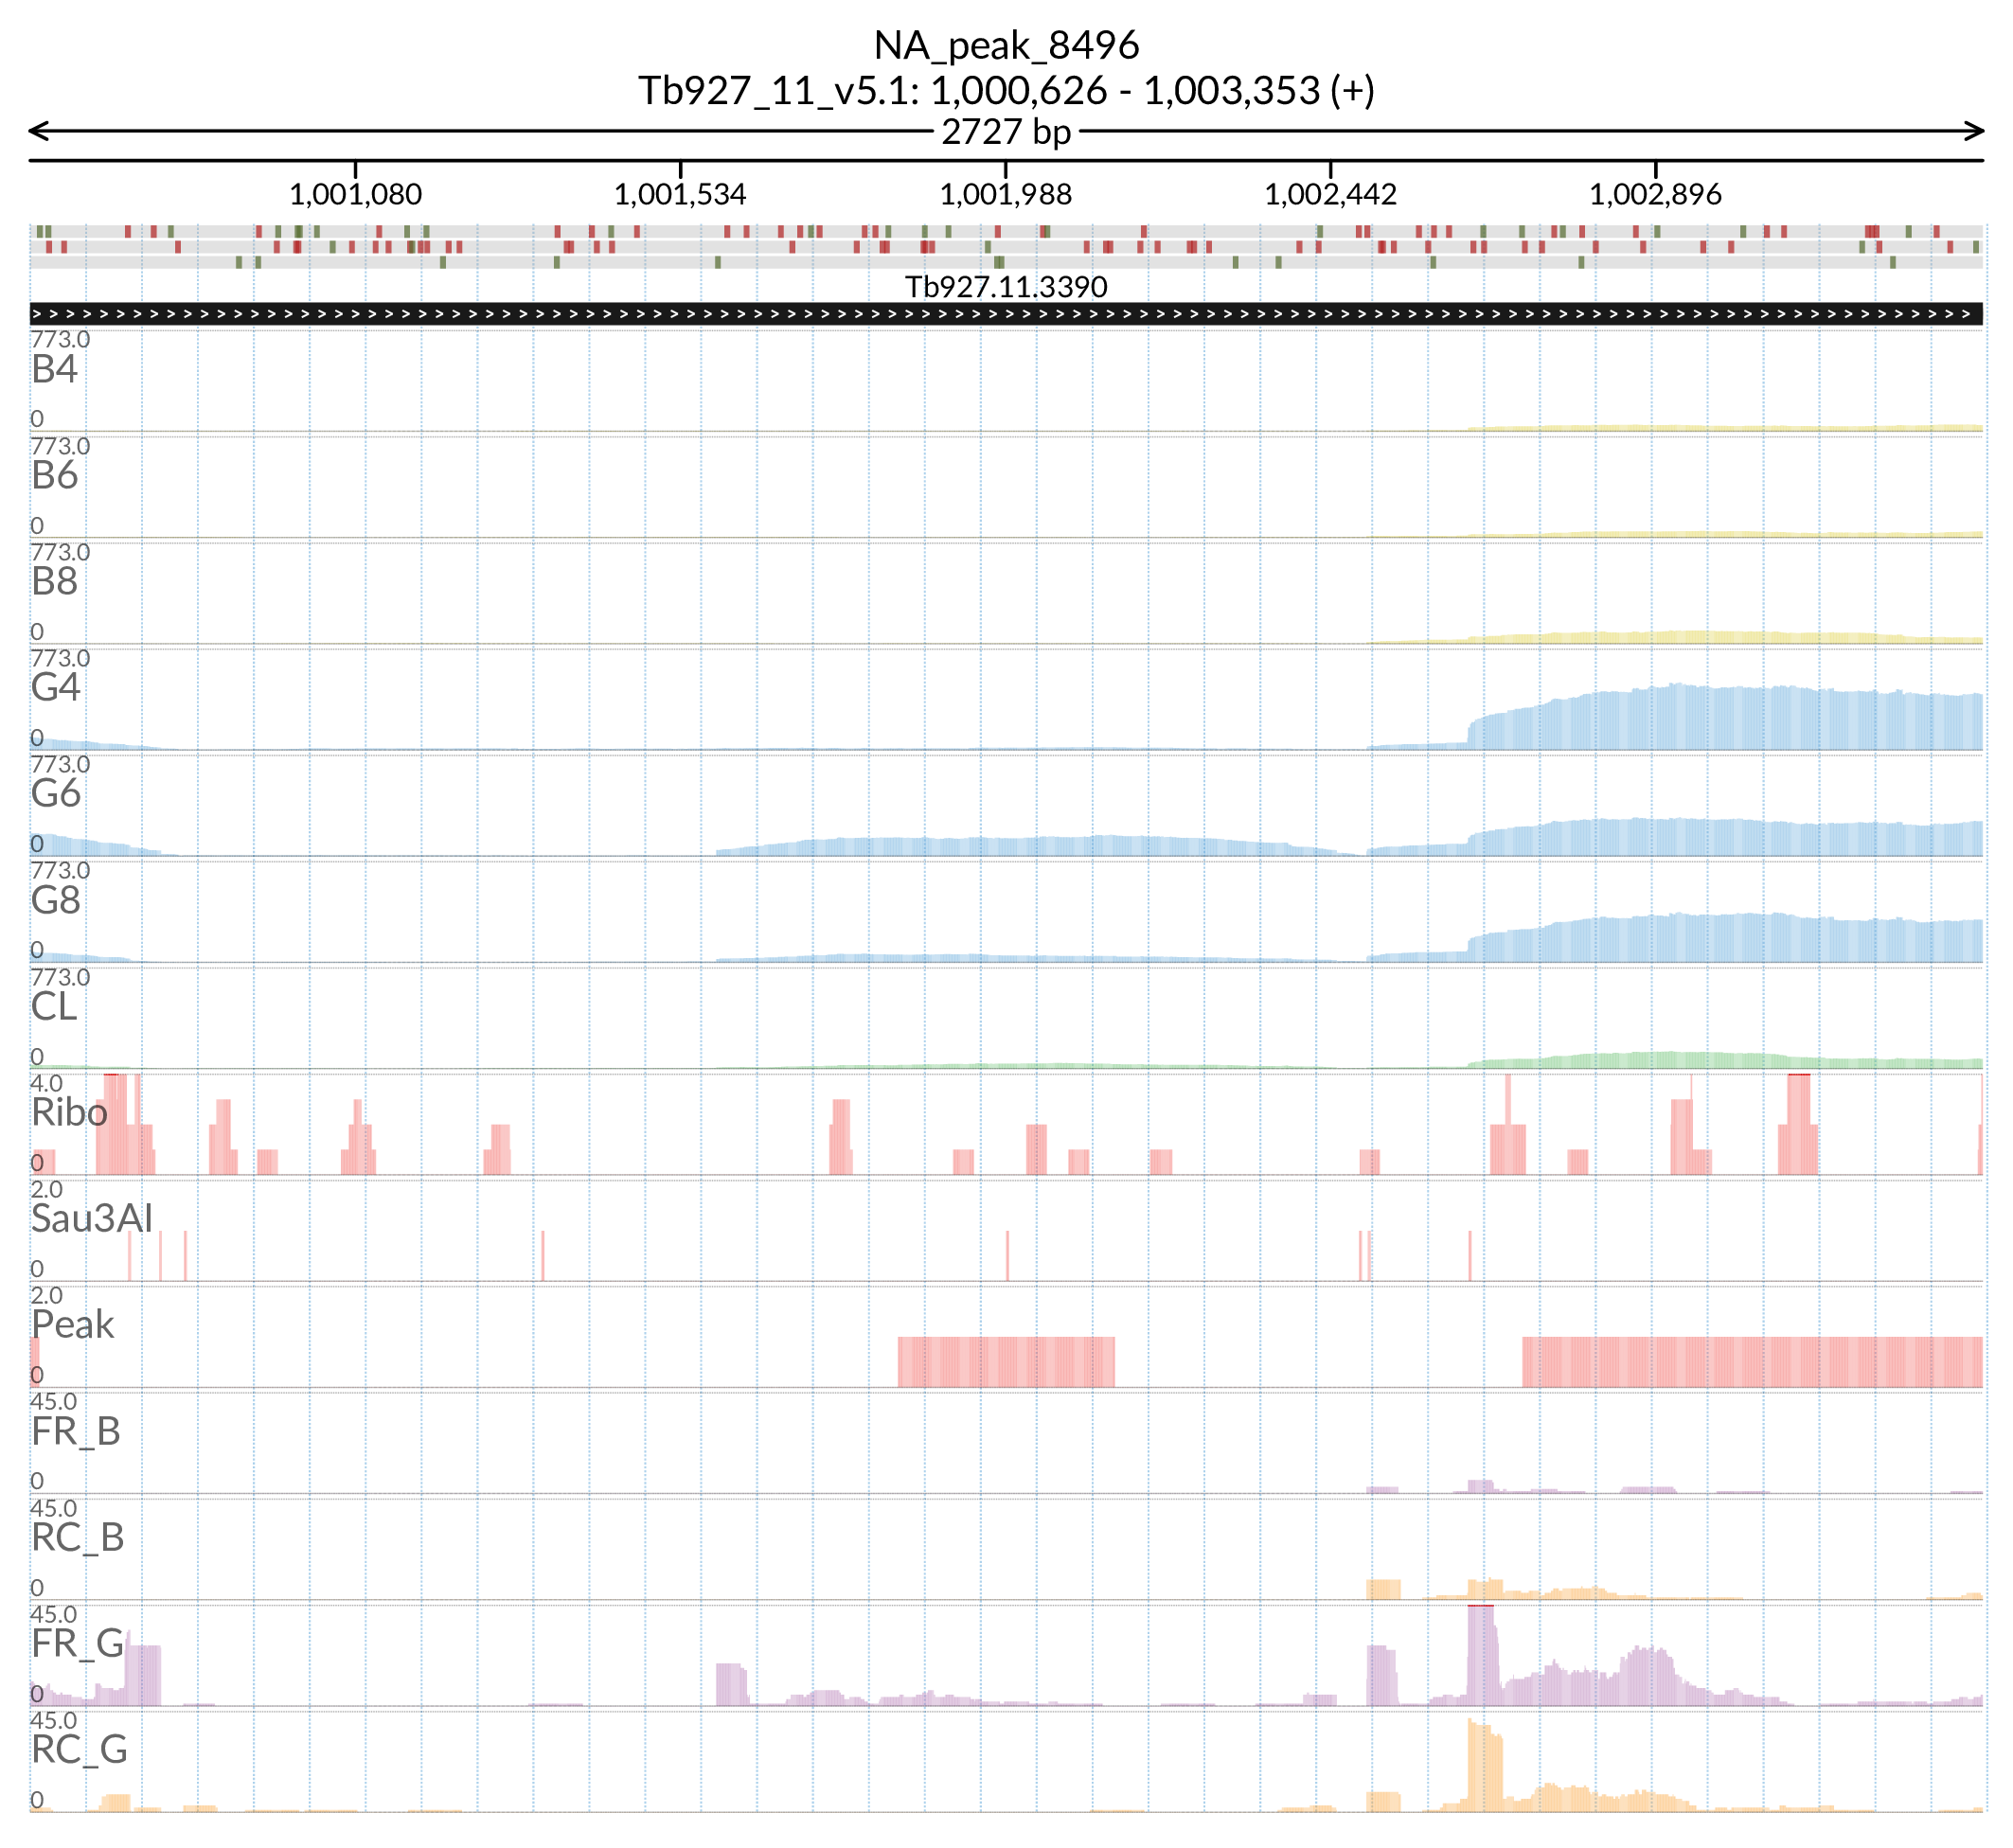 NA_peak_8496
Tb927_11_v5.1: 1,000,626 - 1,003,353 (+)
2727 bp
1,001,080 1,001,534 1,001,988 1,002,442 1,002,896
Tb927.11.3390
773.0
B4
0
773.0
B6
0
773.0
B8
0
773.0
G4
0
773.0
G6
0
773.0
G8
0
773.0
CL
0
4.0
Ribo
0
2.0
Sau3AI
0
2.0
Peak
0
45.0
FR_B
0
45.0
RC_B
0
45.0
FR_G
0
45.0
RC_G
0